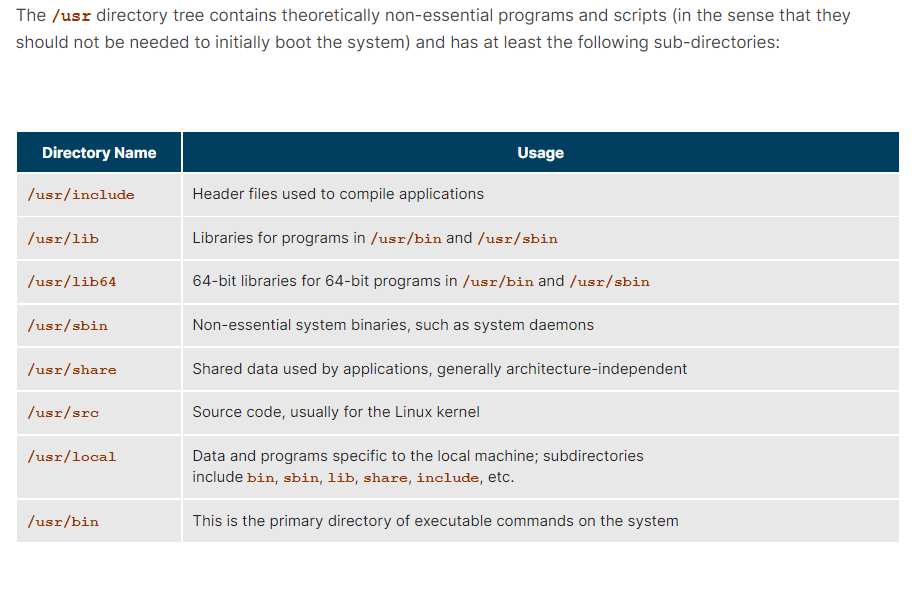 The /usr directory tree contains theoretically non-essential programs and scripts (in the sense that they
should not be needed to initially boot the system) and has at least the following sub-directories:
Directory Name Usage
/usr/include Header files used to compile applications
/usr/lib Libraries for programs in /usr/bin and /usr/sbin
/usr/lib64 64-bit libraries for 64-bit programs in /usr/bin and /usr/sbin
/usr/sbin Non-essential system binaries, such as system daemons
/usr/share Shared data used by applications, generally architecture-independent
/usr/src Source code, usually for the Linux kernel
/usr/local Data and programs specific to the local machine; subdirectories
include bin, sbin, lib, share, include, etc.
/usr/bin This is the primary directory of executable commands on the system